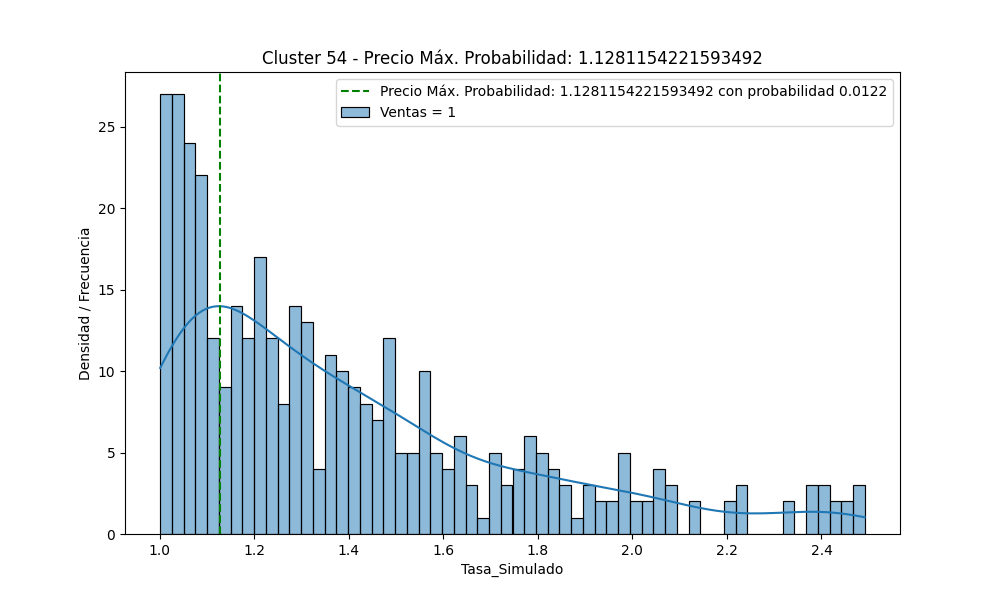 Cluster 54 - Precio Máx. Probabilidad: 1.1281154221593492
Precio Máx. Probabilidad: 1.1281154221593492 con probabilidad 0.0122
Ventas = 1
Densidad / Frecuencia
25
20
15
10
5
0
1.0 1.2 1.4 1.6 1.8 2.0 2.2 2.4
Tasa_Simulado